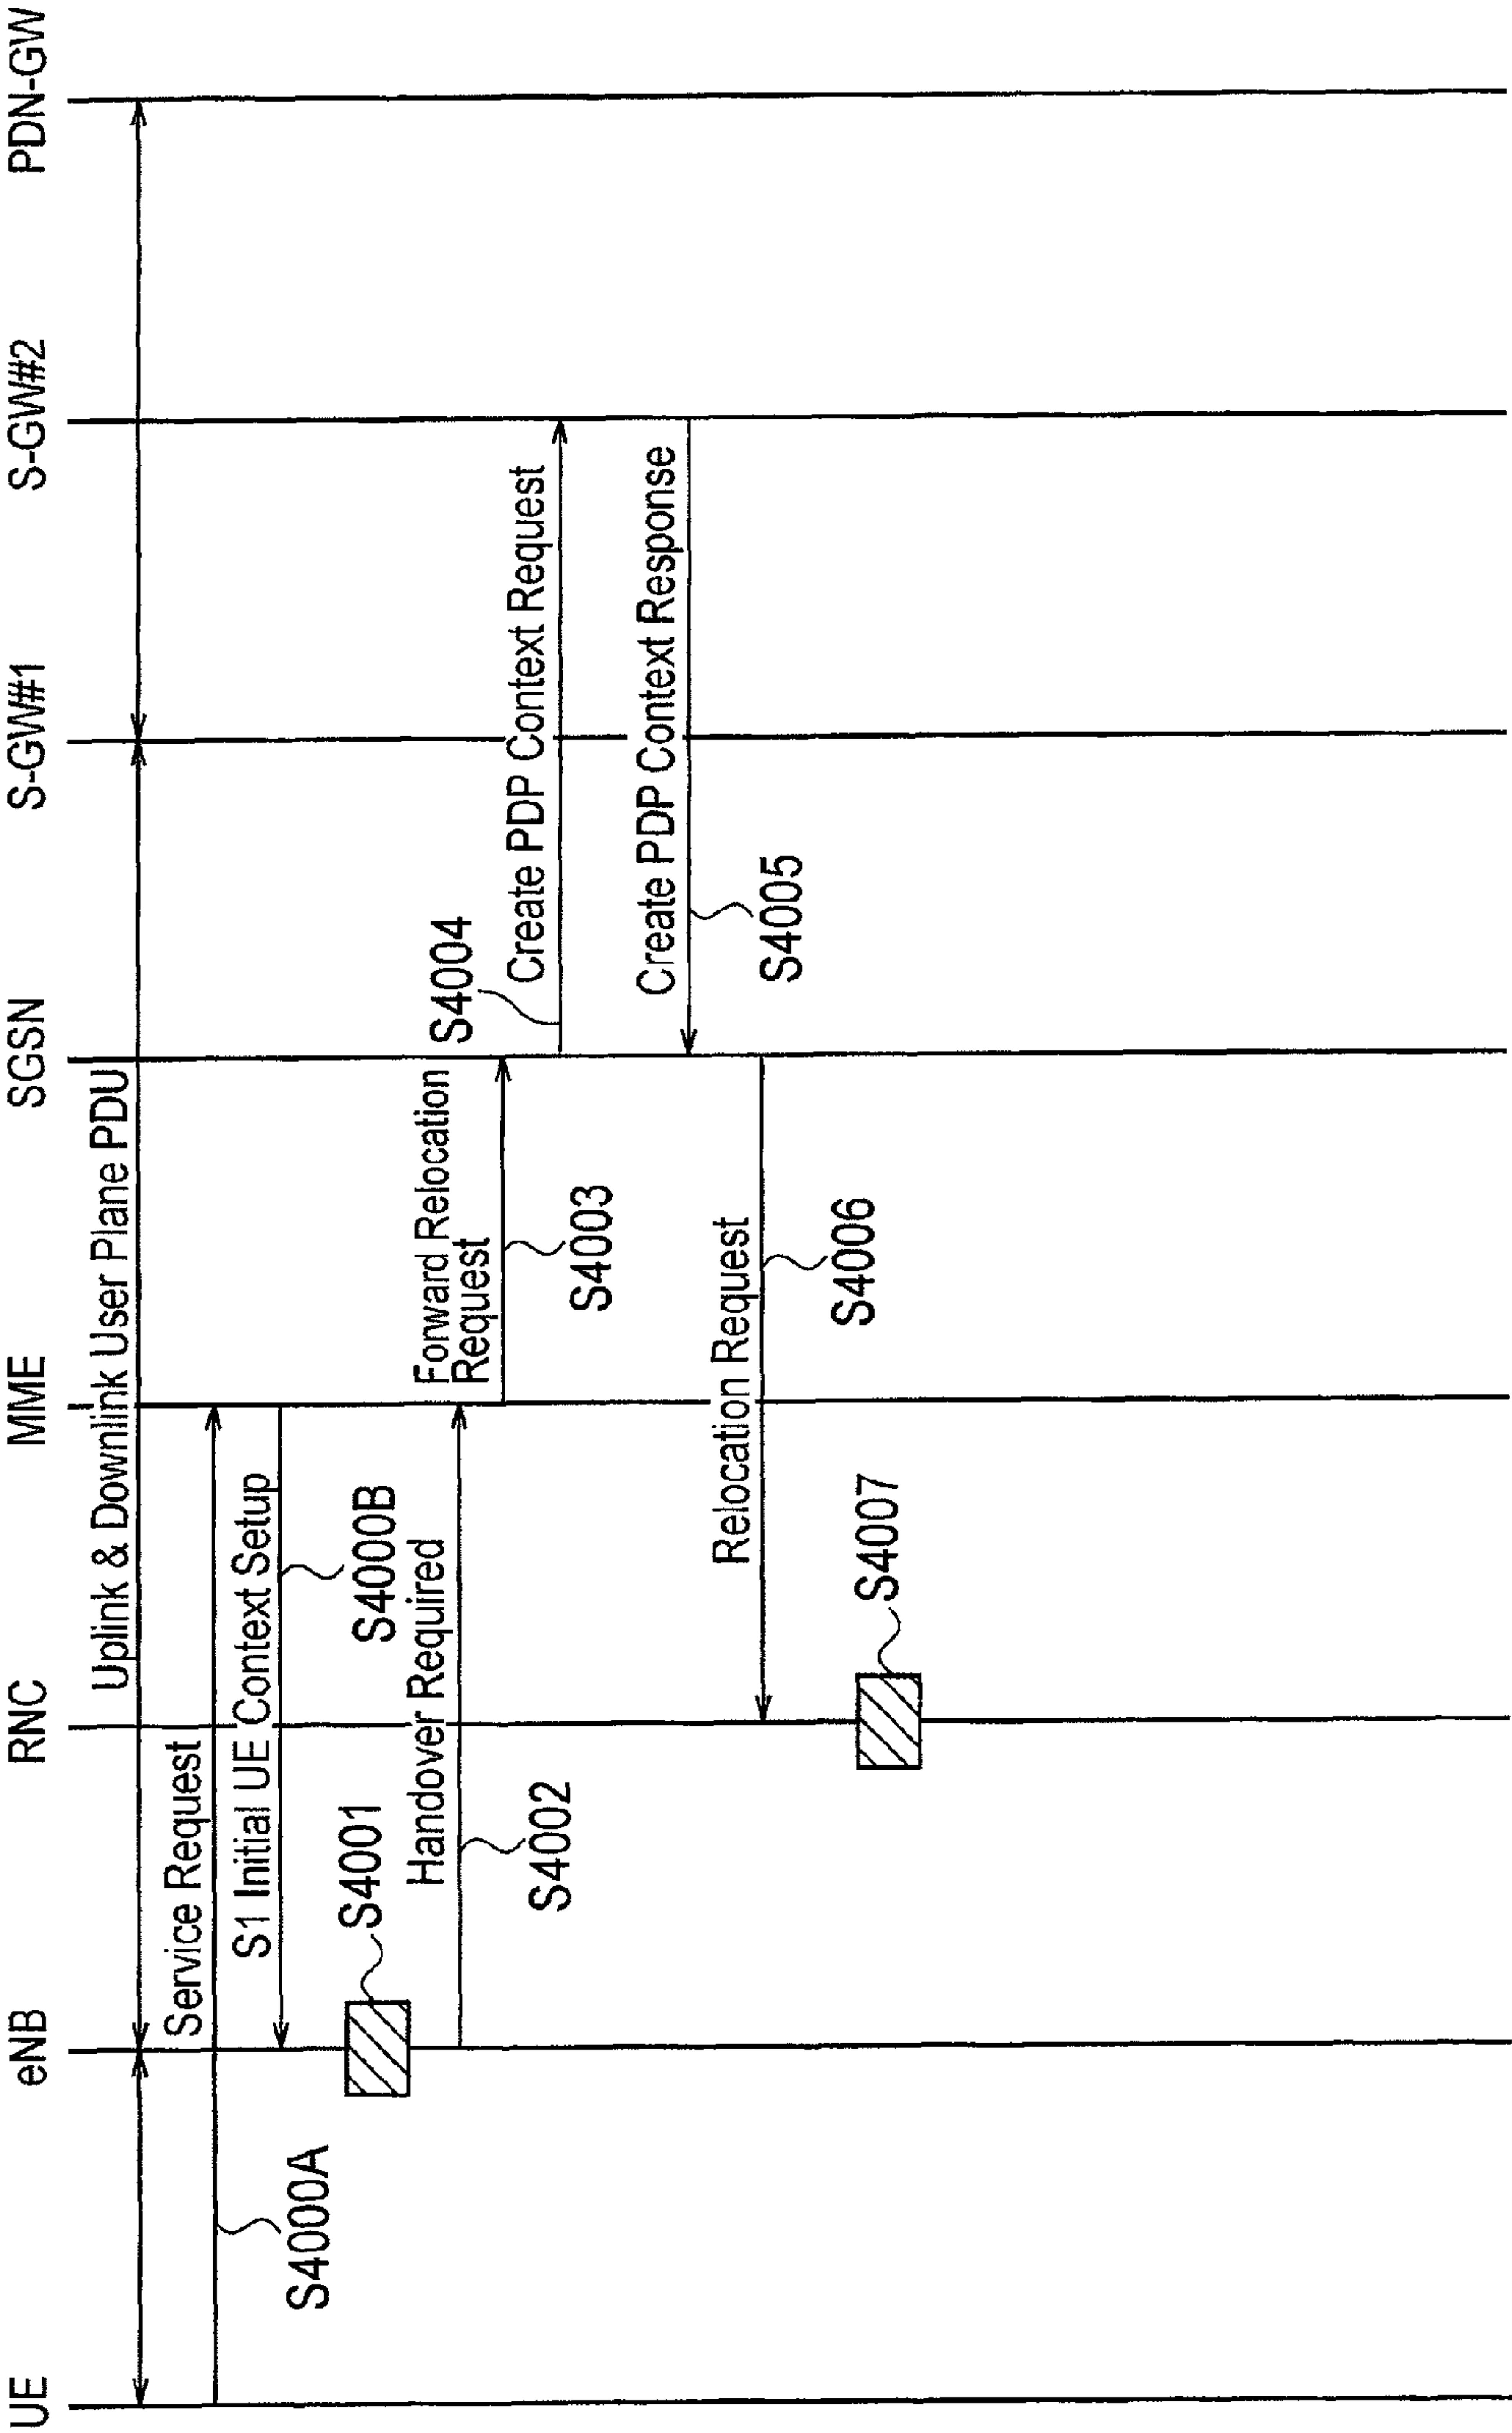 UE
eNB
RNC
MME
SGSN
S-GW#1
S-GW#2
PDN-GW
Uplink & Downlink User Plane PDU
Service Request
S4000A
S1 Initial UE Context Setup
S4000B
S4001
Handover Required
S4002
Forward Relocation
Request
S4003
S4004
Create PDP Context Request
Create PDP Context Response
S4005
Relocation Request
S4006
S4007